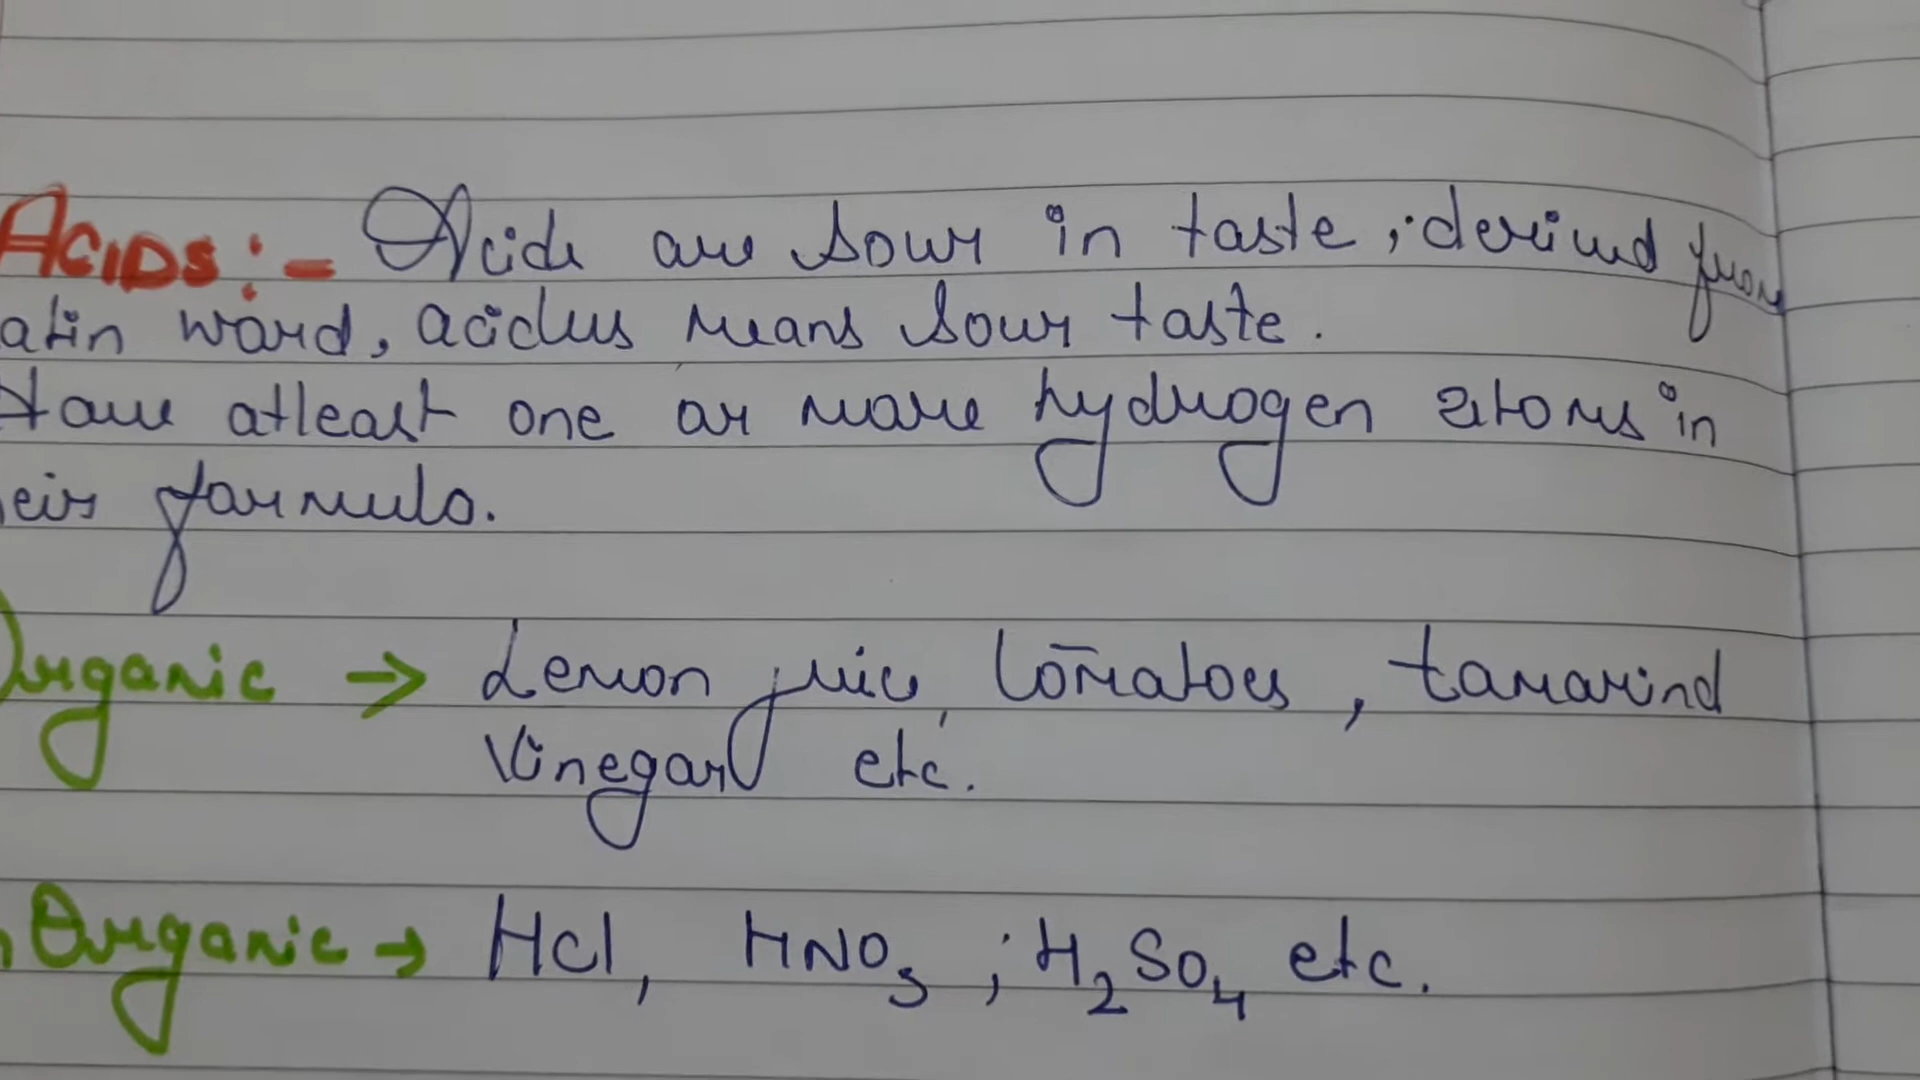 ACIDS:- Acids are sour in taste, derived from
atin word, acidus means sour taste.
Have atleast one or more hydrogen atoms in
eir formula.
Organic → Lemon juice, tomatoes, tamarind
Vinegar etc.
n Organic → HCl, HNO₃, H₂SO₄ etc.